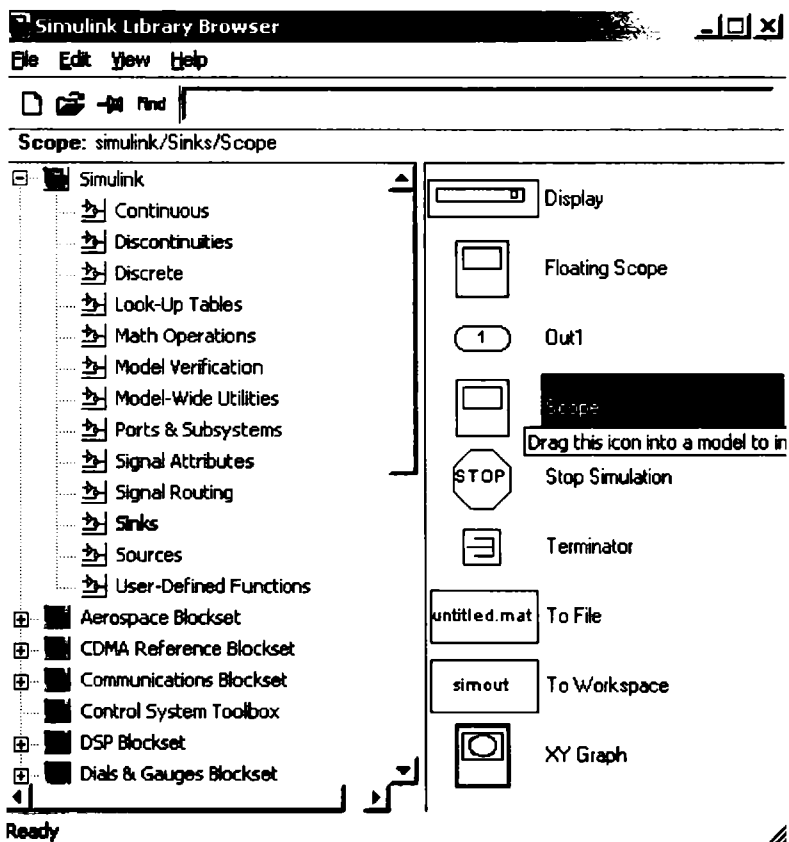 Simulink Library Browser
File Edit View Help
Find
Scope: simulink/Sinks/Scope
Simulink
Continuous
Discontinuities
Discrete
Look-Up Tables
Math Operations
Model Verification
Model-Wide Utilities
Ports & Subsystems
Signal Attributes
Signal Routing
Sinks
Sources
User-Defined Functions
Aerospace Blockset
CDMA Reference Blockset
Communications Blockset
Control System Toolbox
DSP Blockset
Dials & Gauges Blockset
Display
Floating Scope
1 Out1
Scope
Drag this icon into a model to in
STOP Stop Simulation
Terminator
untitled.mat To File
simout To Workspace
XY Graph
Ready